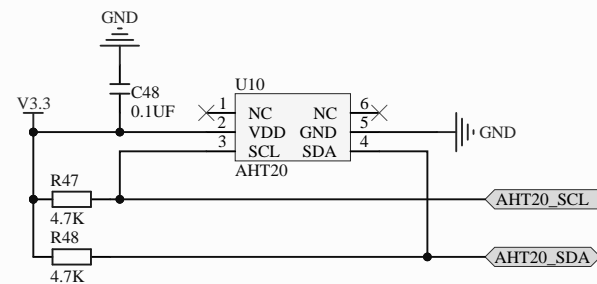 GND
U10
C48
0.1UF
V3.3
1 NC NC 6
2 VDD GND 5
GND
3 SCL SDA 4
AHT20
R47
4.7K
AHT20_SCL
R48
4.7K
AHT20_SDA